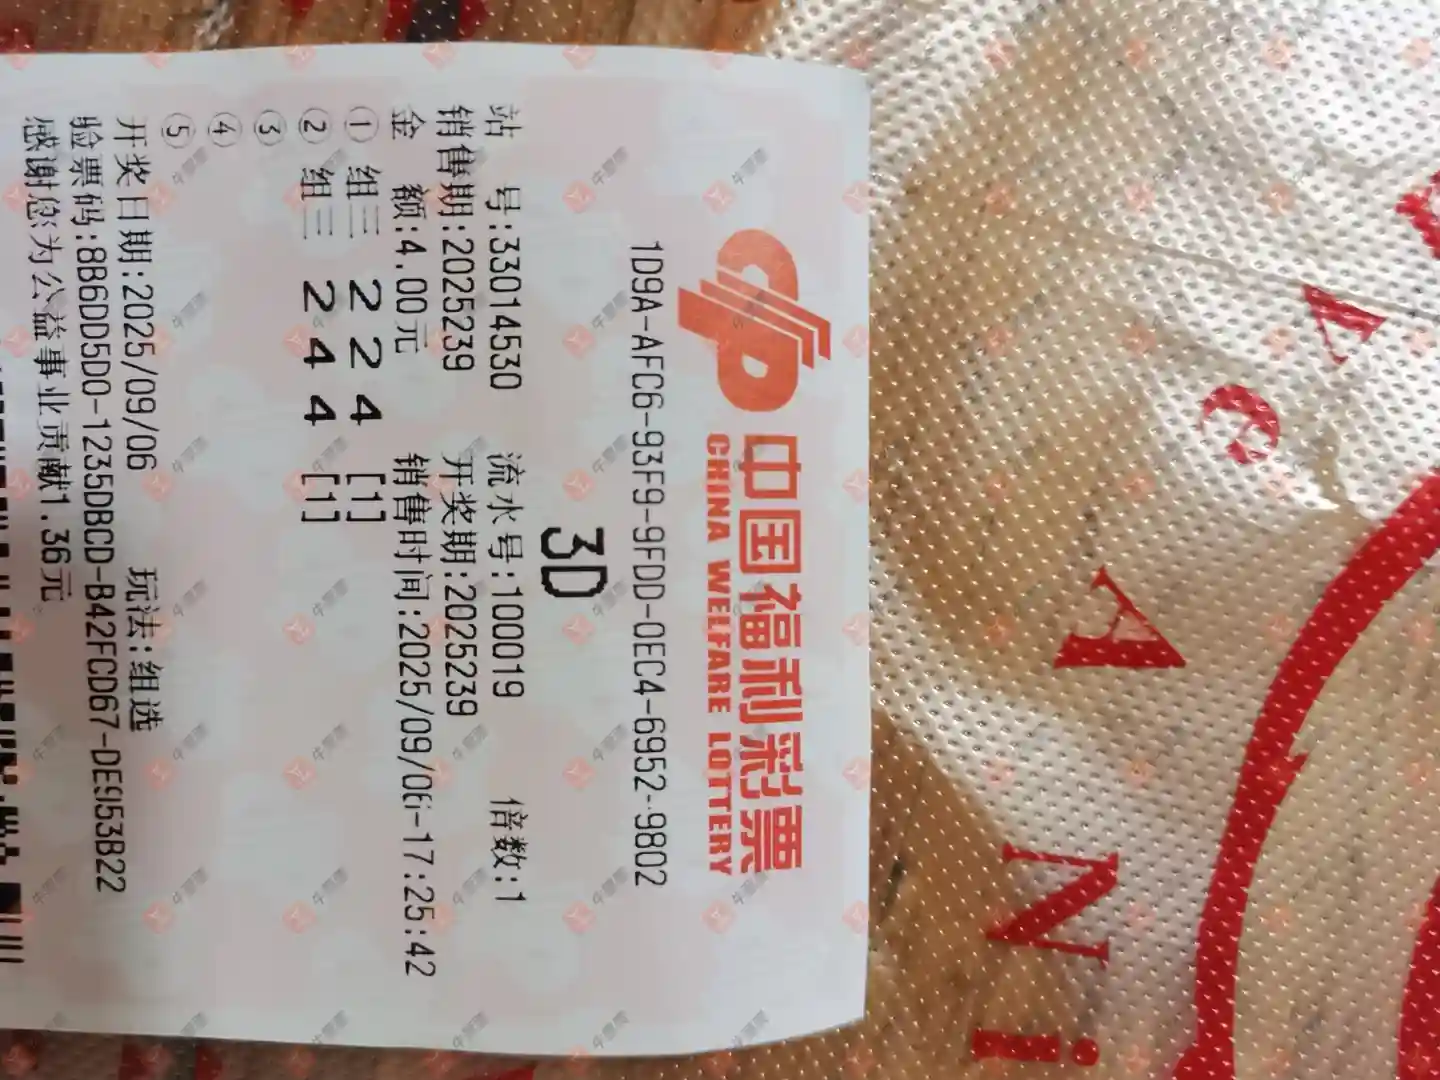 中国福利彩票
CHINA WELFARE LOTTERY
1D9A-AFC6-93F9-9FDD-0EC4-6952-9802
3D
站 号:33014530 流水号:100019 倍数:1
销售期:2025239 开奖期:2025239
金 额:4.00元 销售时间:2025/09/06-17:25:42
① 组三 2 2 4 [1]
② 组三 2 4 4 [1]
③
④
⑤
开奖日期:2025/09/06 玩法:组选
验票码:8B6DD5D0-1235DBCD-B42FCD67-DE953B22
感谢您为公益事业贡献1.36元